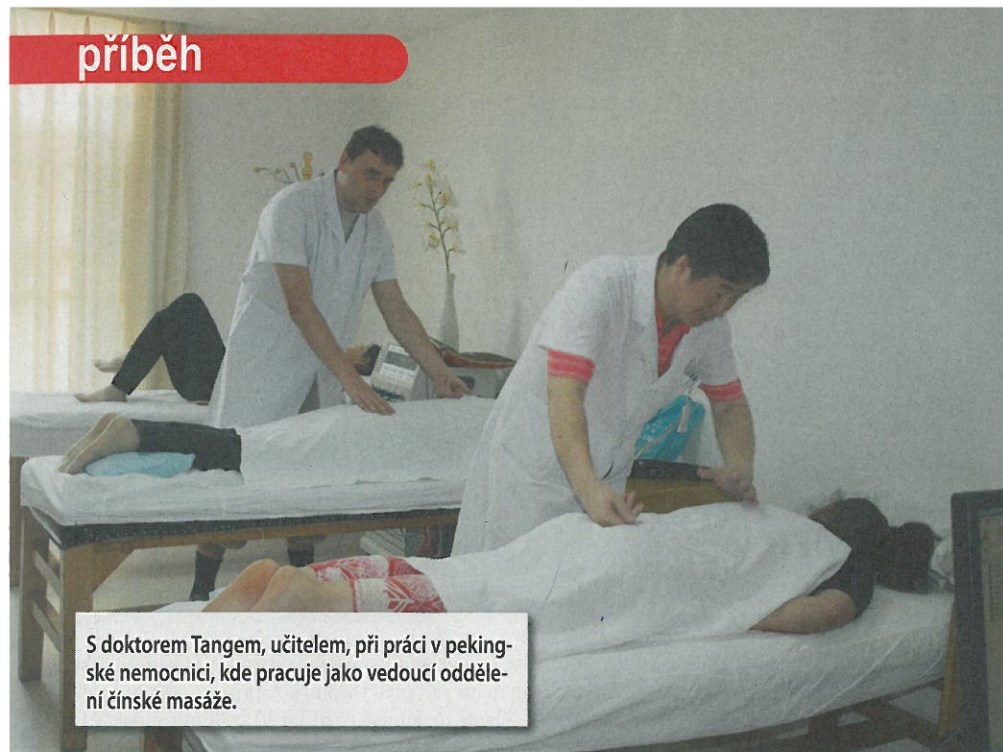 příběh
S doktorem Tangem, učitelem, při práci v peking-
ské nemocnici, kde pracuje jako vedoucí odděle-
ní čínské masáže.